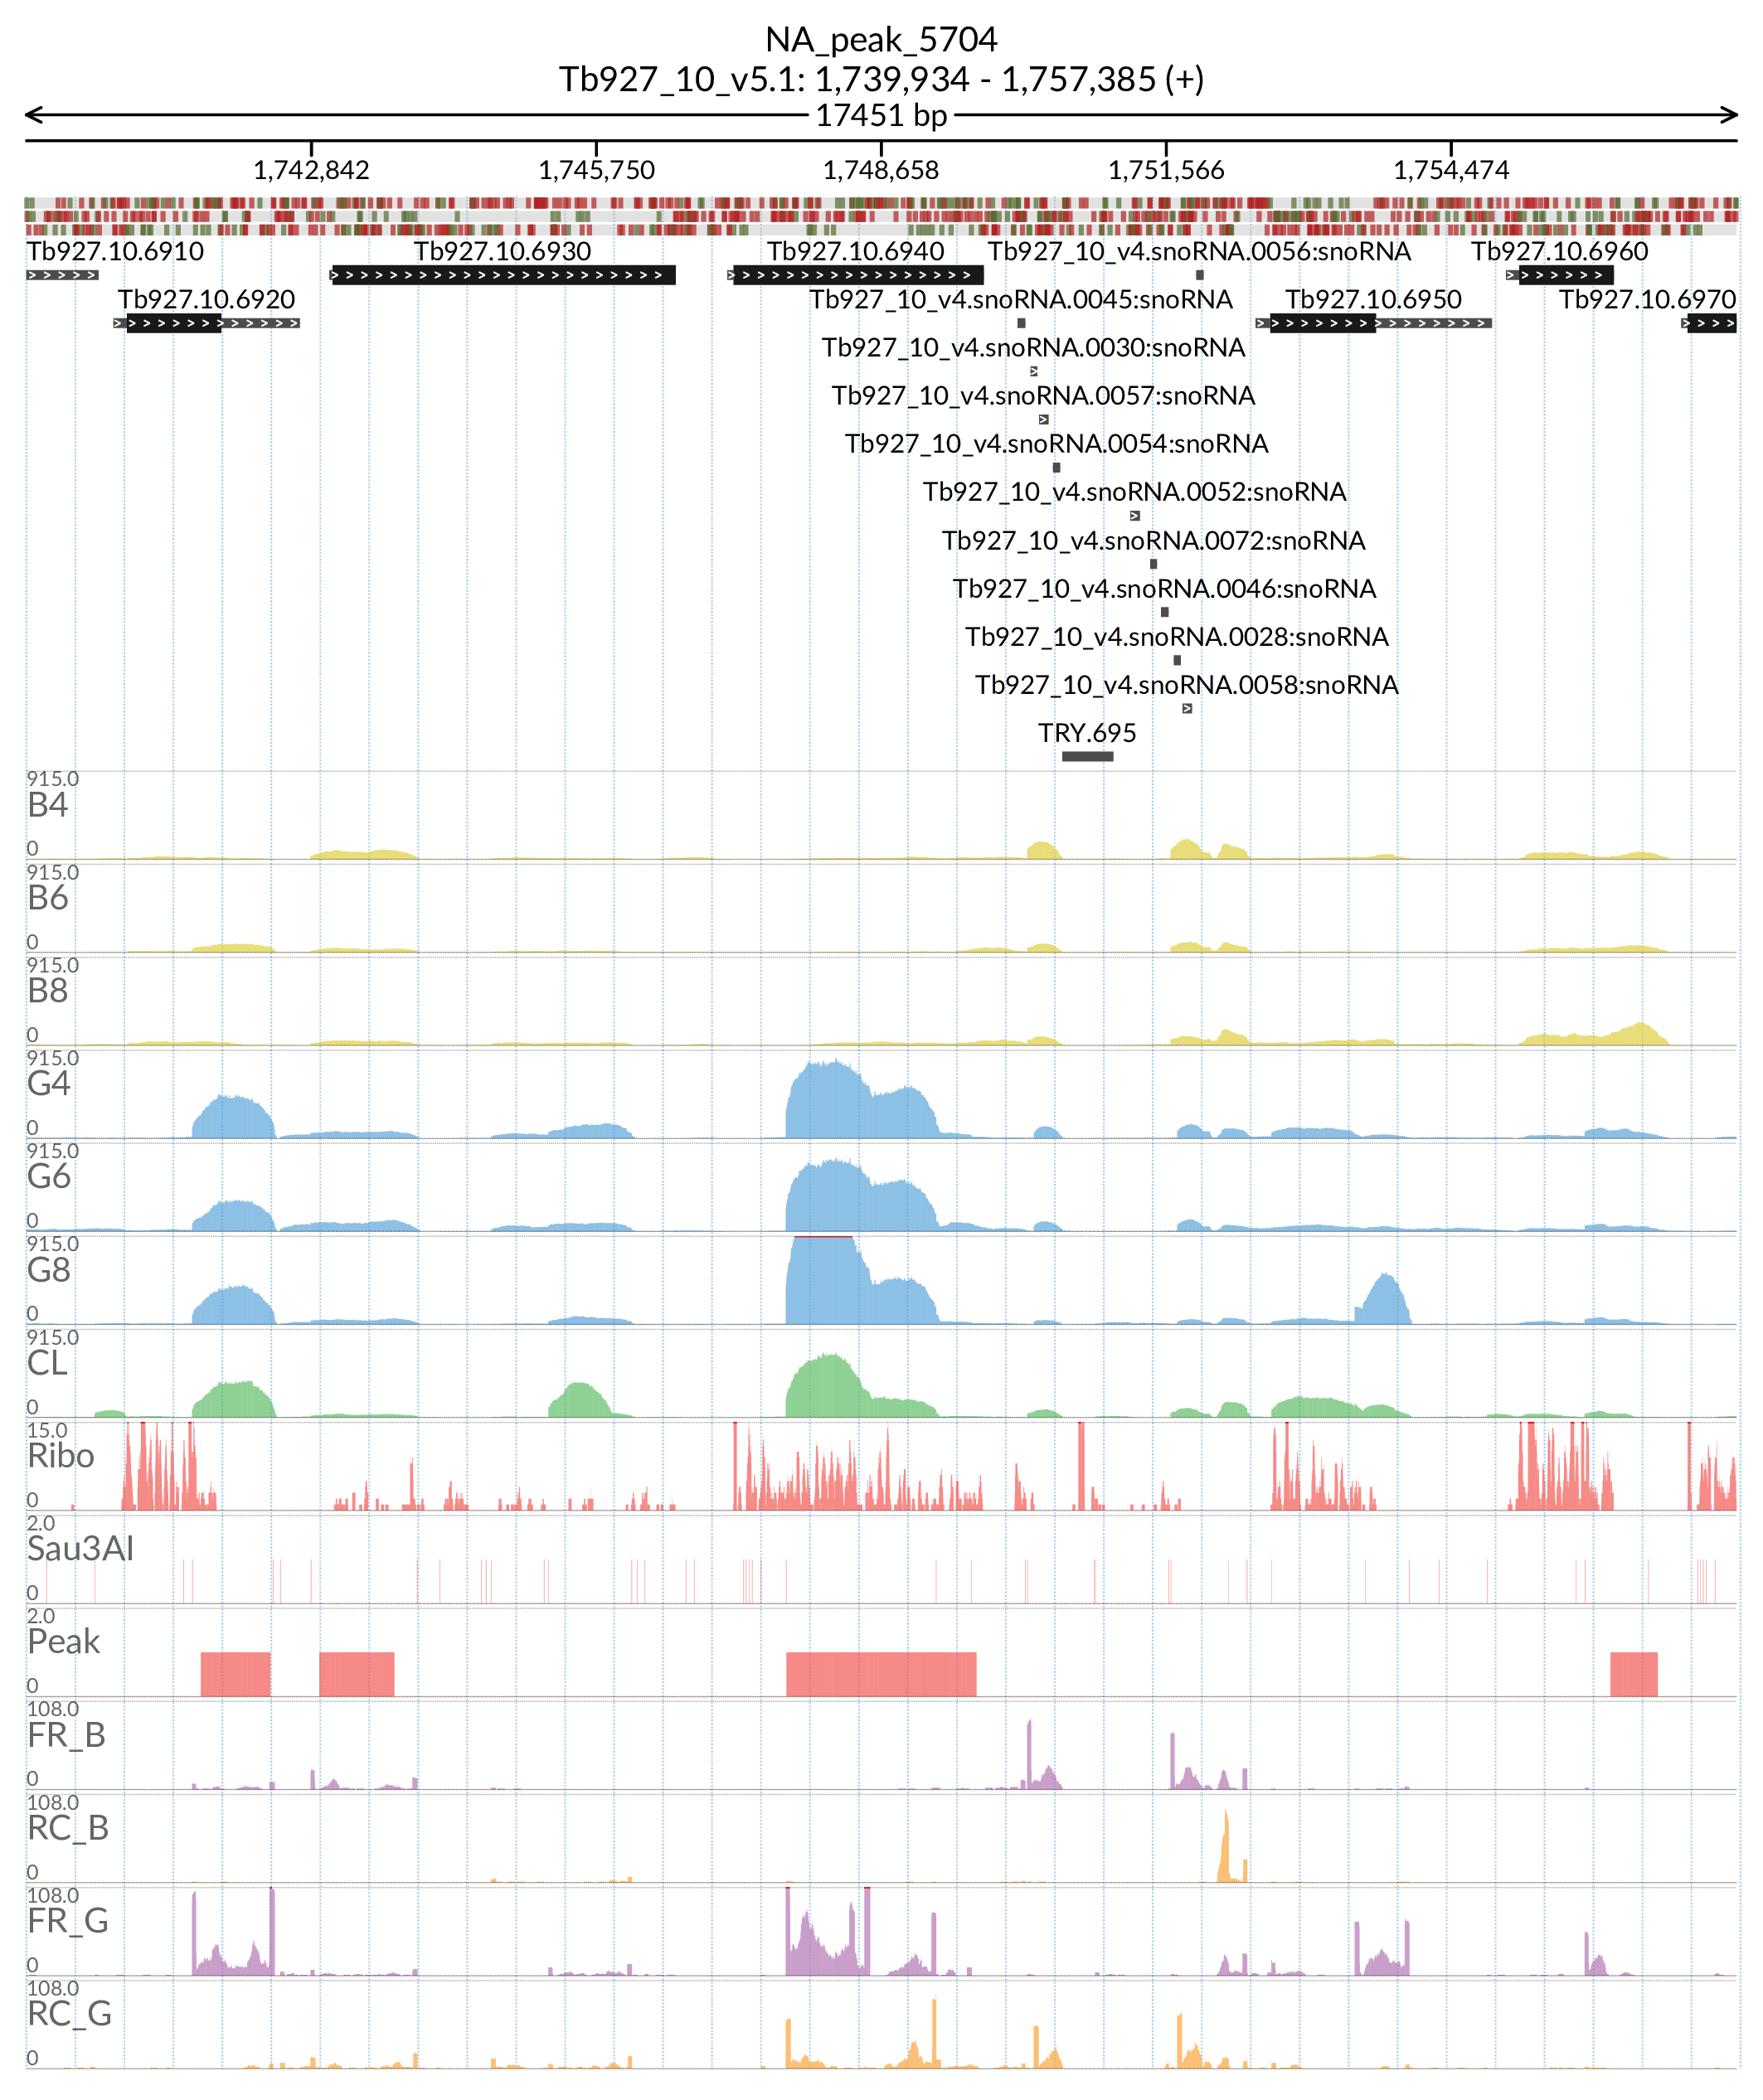 NA_peak_5704
Tb927_10_v5.1: 1,739,934 - 1,757,385 (+)
17451 bp
1,742,842 1,745,750 1,748,658 1,751,566 1,754,474
Tb927.10.6910 Tb927.10.6930 Tb927.10.6940 Tb927_10_v4.snoRNA.0056:snoRNA Tb927.10.6960
Tb927.10.6920 Tb927_10_v4.snoRNA.0045:snoRNA Tb927.10.6950 Tb927.10.6970
Tb927_10_v4.snoRNA.0030:snoRNA
Tb927_10_v4.snoRNA.0057:snoRNA
Tb927_10_v4.snoRNA.0054:snoRNA
Tb927_10_v4.snoRNA.0052:snoRNA
Tb927_10_v4.snoRNA.0072:snoRNA
Tb927_10_v4.snoRNA.0046:snoRNA
Tb927_10_v4.snoRNA.0028:snoRNA
Tb927_10_v4.snoRNA.0058:snoRNA
TRY.695
915.0
B4
0
915.0
B6
0
915.0
B8
0
915.0
G4
0
915.0
G6
0
915.0
G8
0
915.0
CL
0
15.0
Ribo
0
2.0
Sau3AI
0
2.0
Peak
0
108.0
FR_B
0
108.0
RC_B
0
108.0
FR_G
0
108.0
RC_G
0